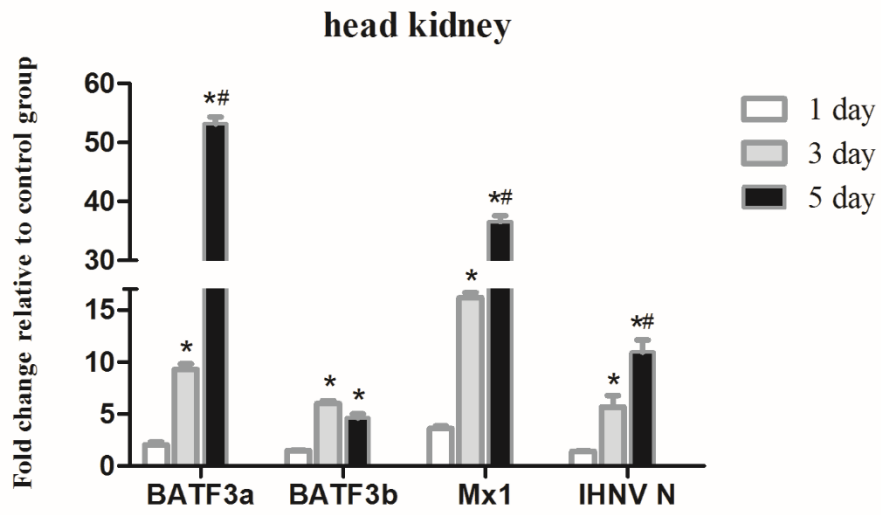 head kidney
Fold change relative to control group
60
50
40
30
15
10
5
0
*#
*
*
*
*
*#
*
*#
BATF3a
BATF3b
Mx1
IHNV N
1 day
3 day
5 day